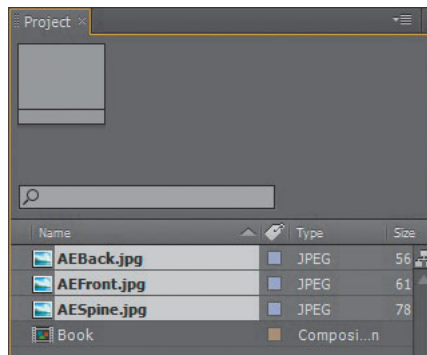 Project
Name Type Size
AEBack.jpg JPEG 56
AEFront.jpg JPEG 61
AESpine.jpg JPEG 78
Book Composi...n